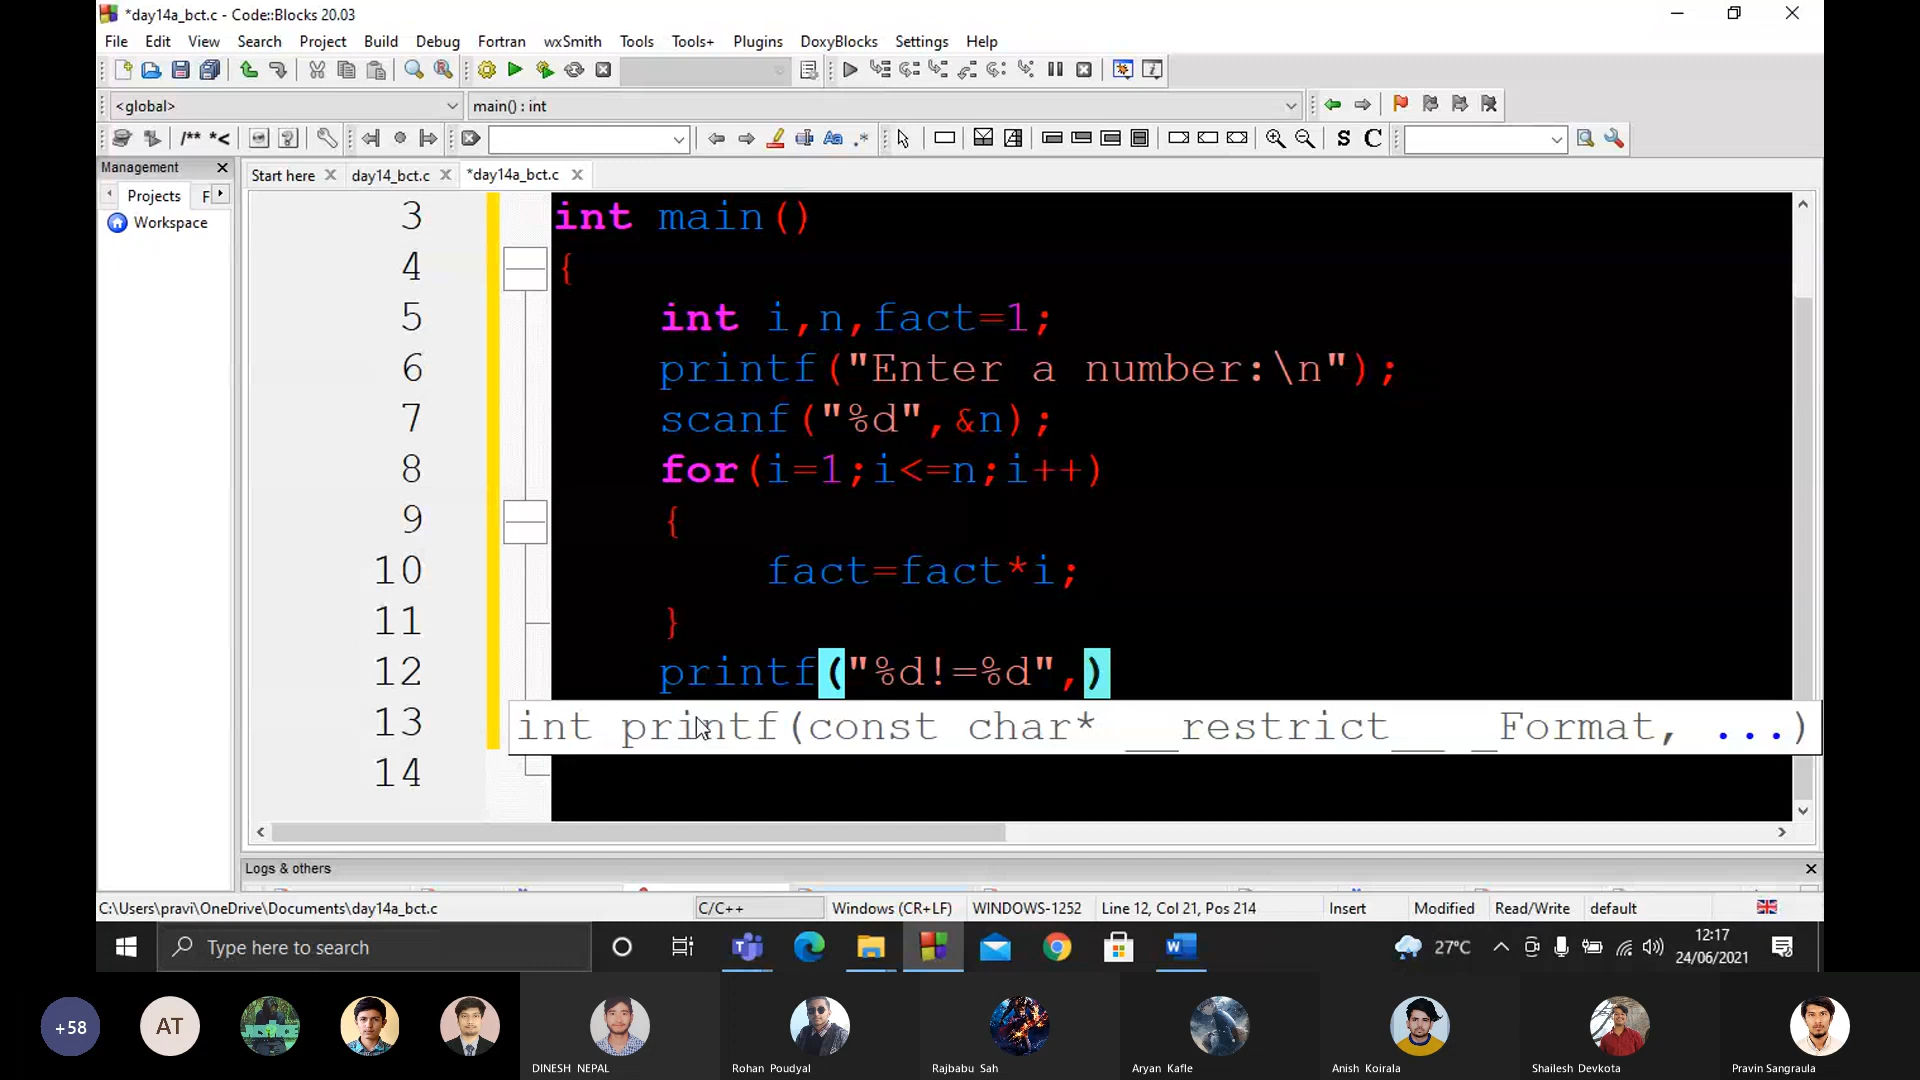 *day14a_bct.c - Code::Blocks 20.03
File Edit View Search Project Build Debug Fortran wxSmith Tools Tools+ Plugins DoxyBlocks Settings Help
<global> main() : int
/** *< Aa .* S C
Management
Projects F
Workspace
Start here day14_bct.c *day14a_bct.c
3 int main()
4 {
5 int i,n,fact=1;
6 printf("Enter a number:\n");
7 scanf("%d",&n);
8 for(i=1;i<=n;i++)
9 {
10 fact=fact*i;
11 }
12 printf("%d!=%d",)
13 int printf(const char* __restrict__ _Format, ...)
14
Logs & others
C:\Users\pravi\OneDrive\Documents\day14a_bct.c C/C++ Windows (CR+LF) WINDOWS-1252 Line 12, Col 21, Pos 214 Insert Modified Read/Write default
Type here to search
27°C
12:17
24/06/2021
+58 AT
DINESH NEPAL Rohan Poudyal Rajbabu Sah Aryan Kafle Anish Koirala Shailesh Devkota Pravin Sangraula